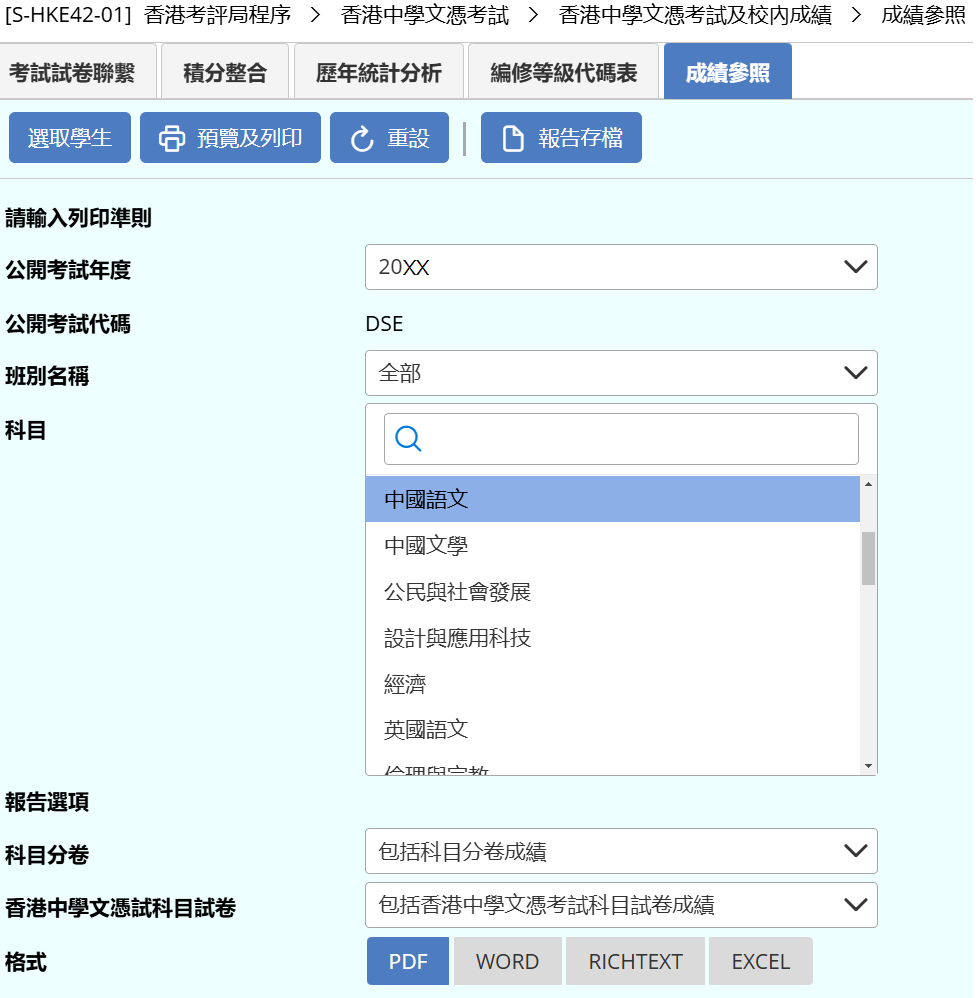 [S-HKE42-01] 香港考評局程序 > 香港中學文憑考試 > 香港中學文憑考試及校內成績 > 成績參照
考試試卷聯繫 積分整合 歷年統計分析 編修等級代碼表 成績參照
選取學生 預覽及列印 重設 報告存檔
請輸入列印準則
公開考試年度 20XX
公開考試代碼 DSE
班別名稱 全部
科目
中國語文
中國文學
公民與社會發展
設計與應用科技
經濟
英國語文
倫理與宗教
報告選項
科目分卷 包括科目分卷成績
香港中學文憑試科目試卷 包括香港中學文憑考試科目試卷成績
格式 PDF WORD RICHTEXT EXCEL